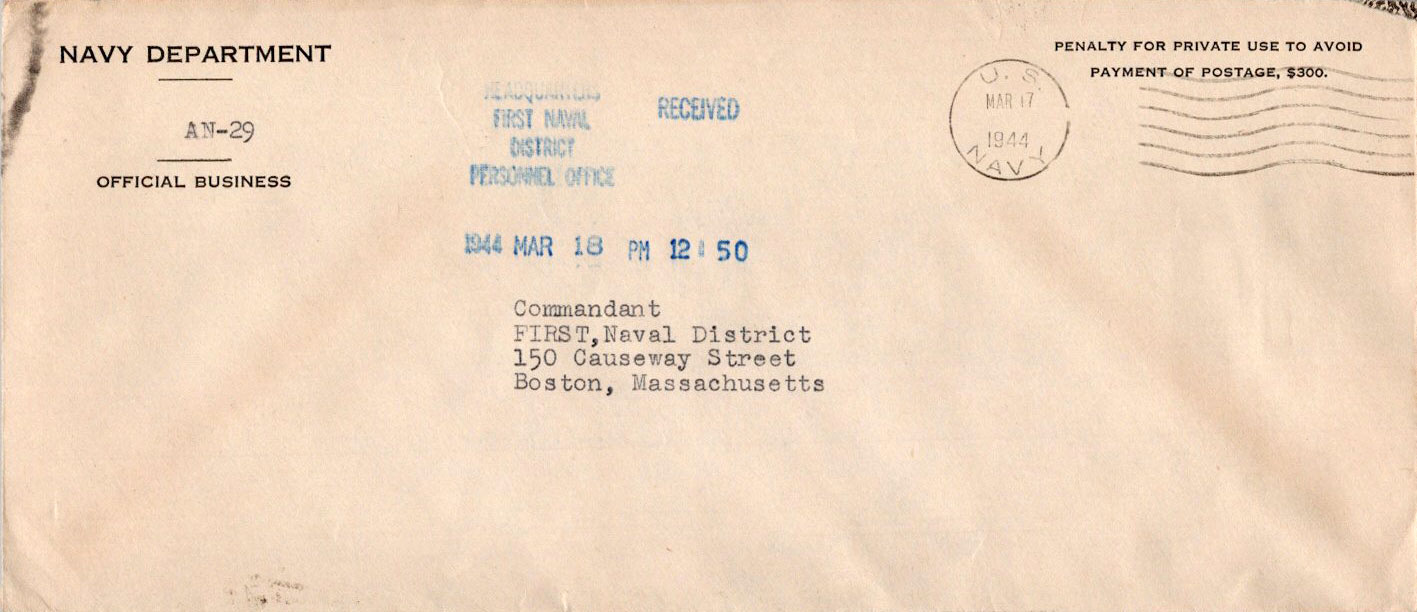 NAVY DEPARTMENT
AN-29
OFFICIAL BUSINESS
HEADQUARTERS
FIRST NAVAL
DISTRICT
PERSONNEL OFFICE
RECEIVED
1944 MAR 18 PM 12:50
PENALTY FOR PRIVATE USE TO AVOID
PAYMENT OF POSTAGE, $300.
U.S.
MAR 17
1944
NAVY
Commandant
FIRST,Naval District
150 Causeway Street
Boston, Massachusetts